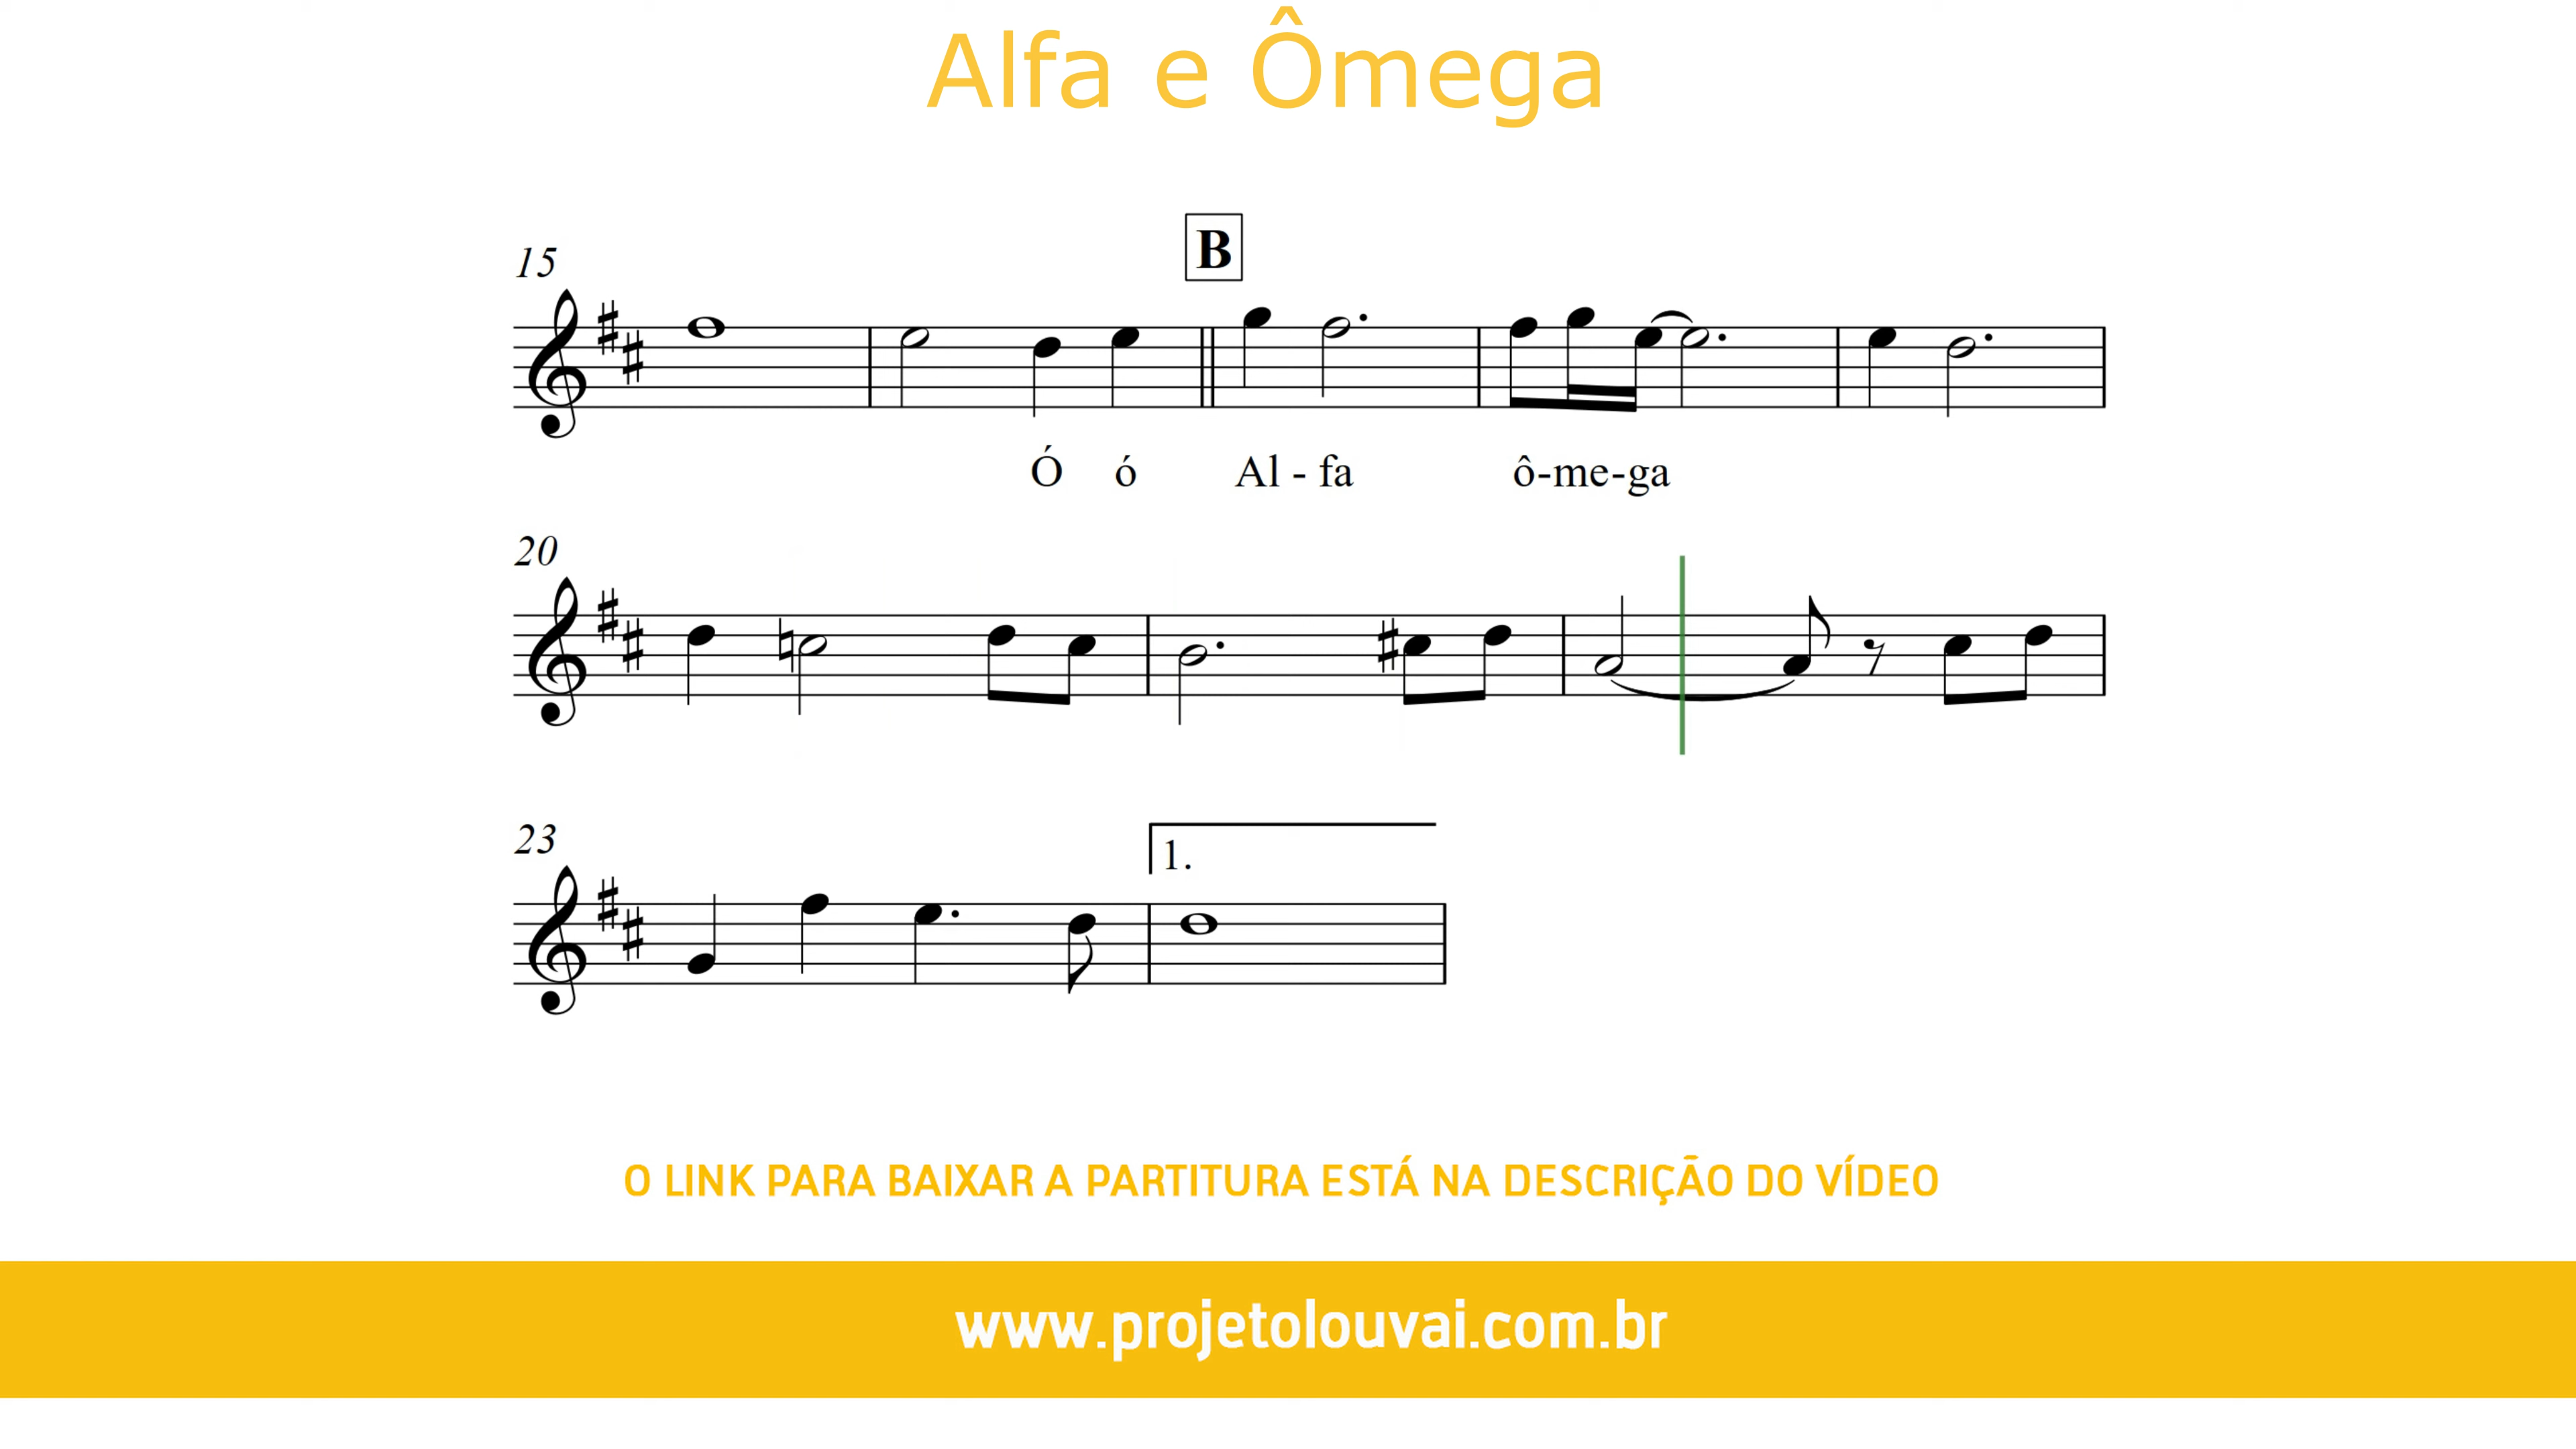 Alfa e Ômega
B
15
Ó ó Al - fa ô-me-ga
20
23
1.
O LINK PARA BAIXAR A PARTITURA ESTÁ NA DESCRIÇÃO DO VÍDEO
www.projetolouvai.com.br